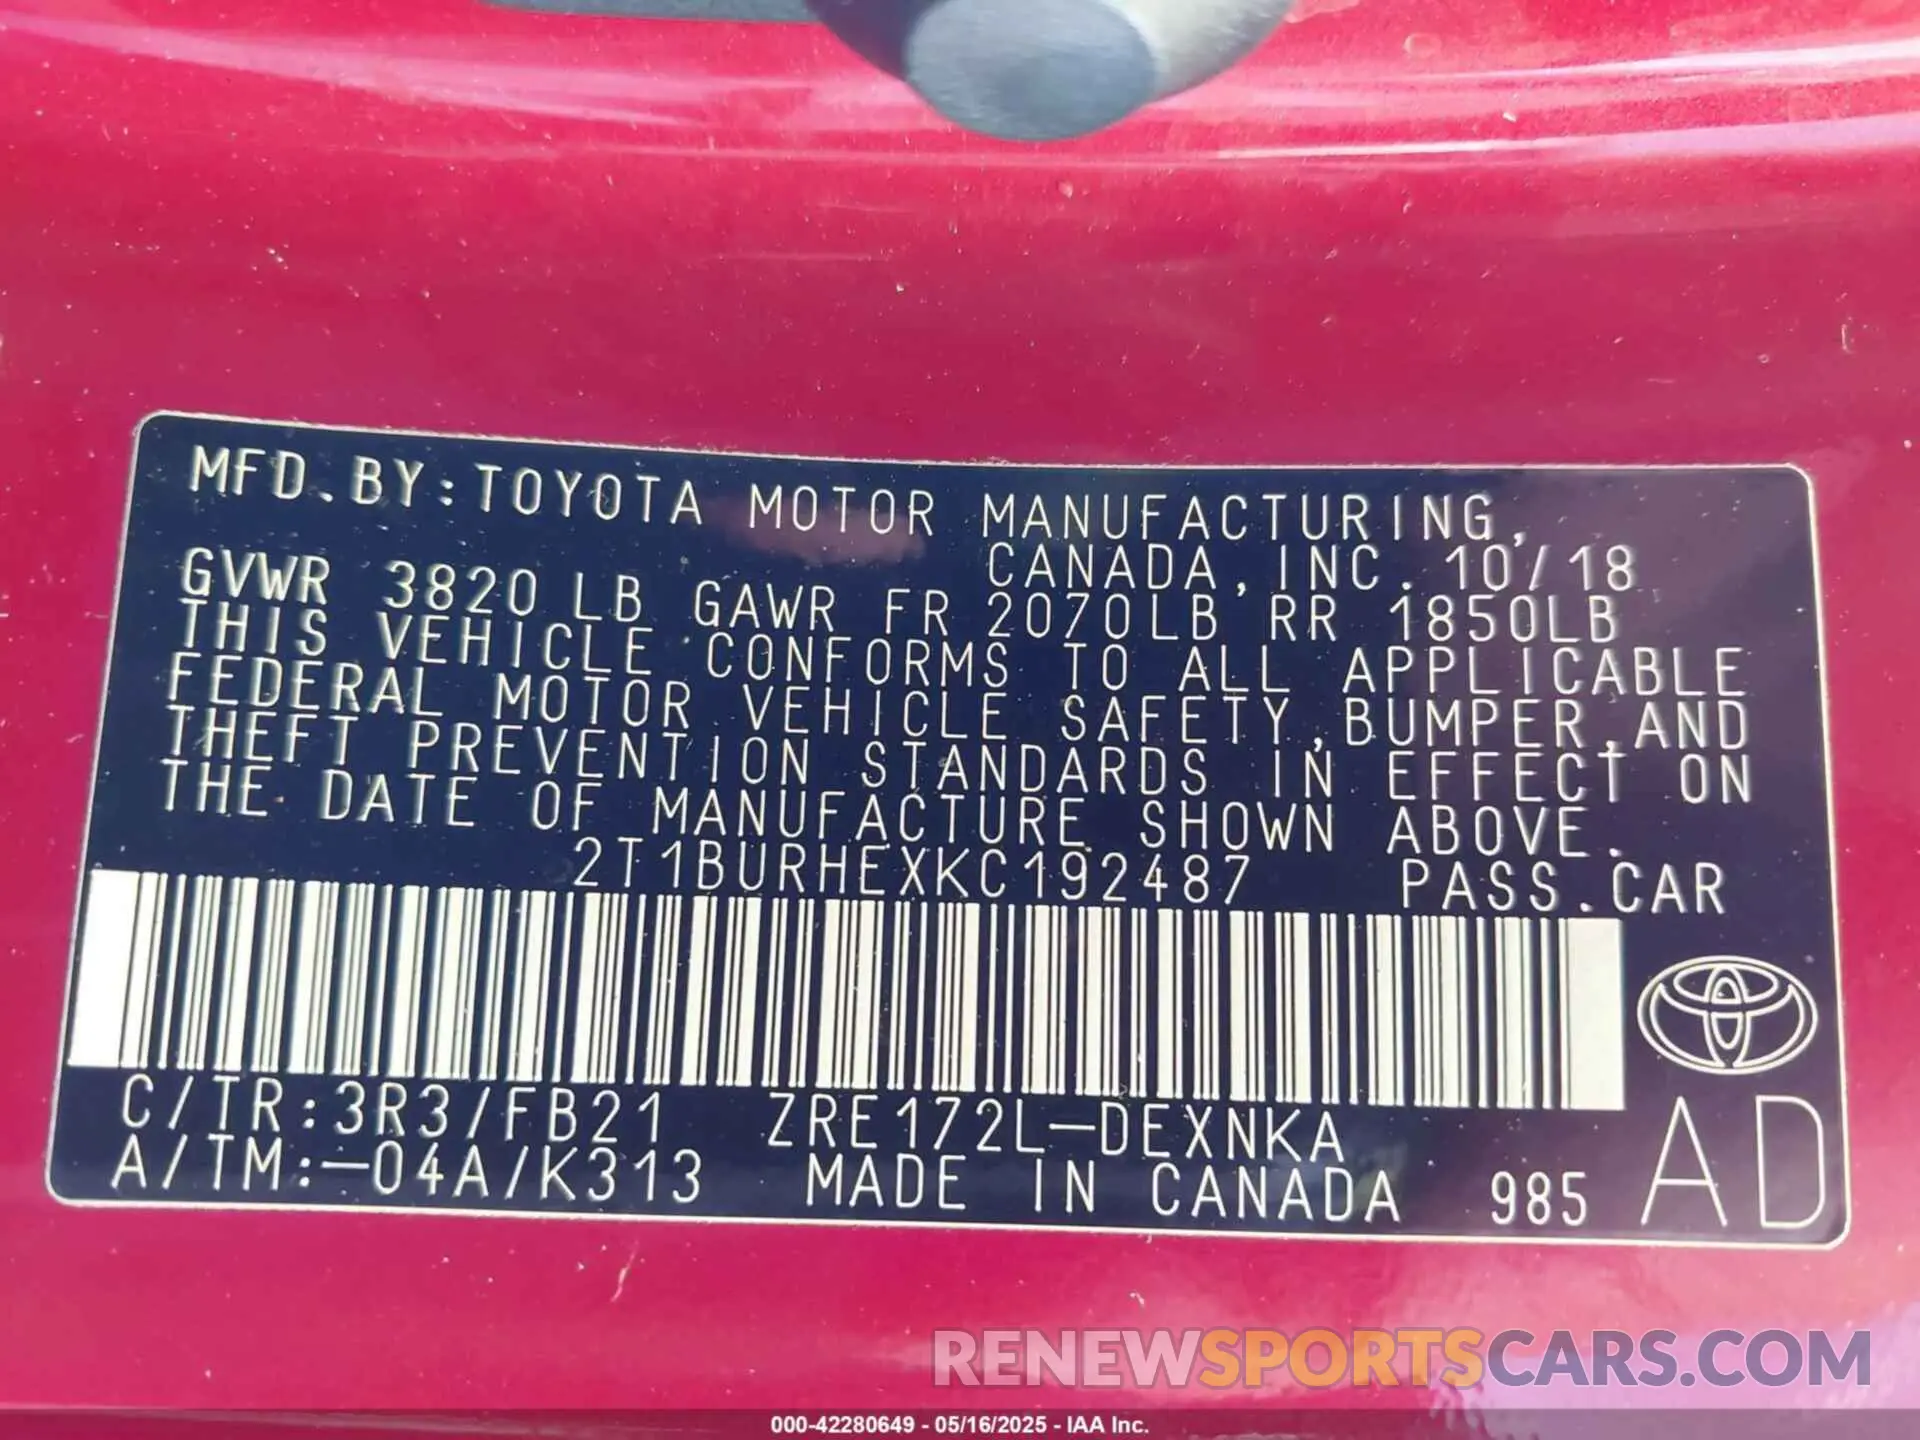 MFD.BY:TOYOTA MOTOR MANUFACTURING,
CANADA,INC. 10/18
GVWR 3820 LB GAWR FR 2070LB RR 1850LB
THIS VEHICLE CONFORMS TO ALL APPLICABLE
FEDERAL MOTOR VEHICLE SAFETY,BUMPER,AND
THEFT PREVENTION STANDARDS IN EFFECT ON
THE DATE OF MANUFACTURE SHOWN ABOVE.
2T1BURHEXKC192487 PASS.CAR
C/TR:3R3/FB21 ZRE172L-DEXNKA
A/TM:-04A/K313 MADE IN CANADA 985 AD
RENEWSPORTSCARS.COM
000-42280649 - 05/16/2025 - IAA Inc.